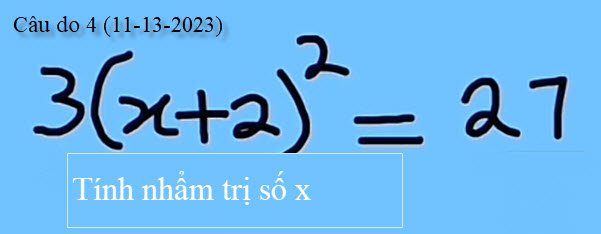 Câu do 4 (11-13-2023)
3(x+2)² = 27
Tính nhẩm trị số x